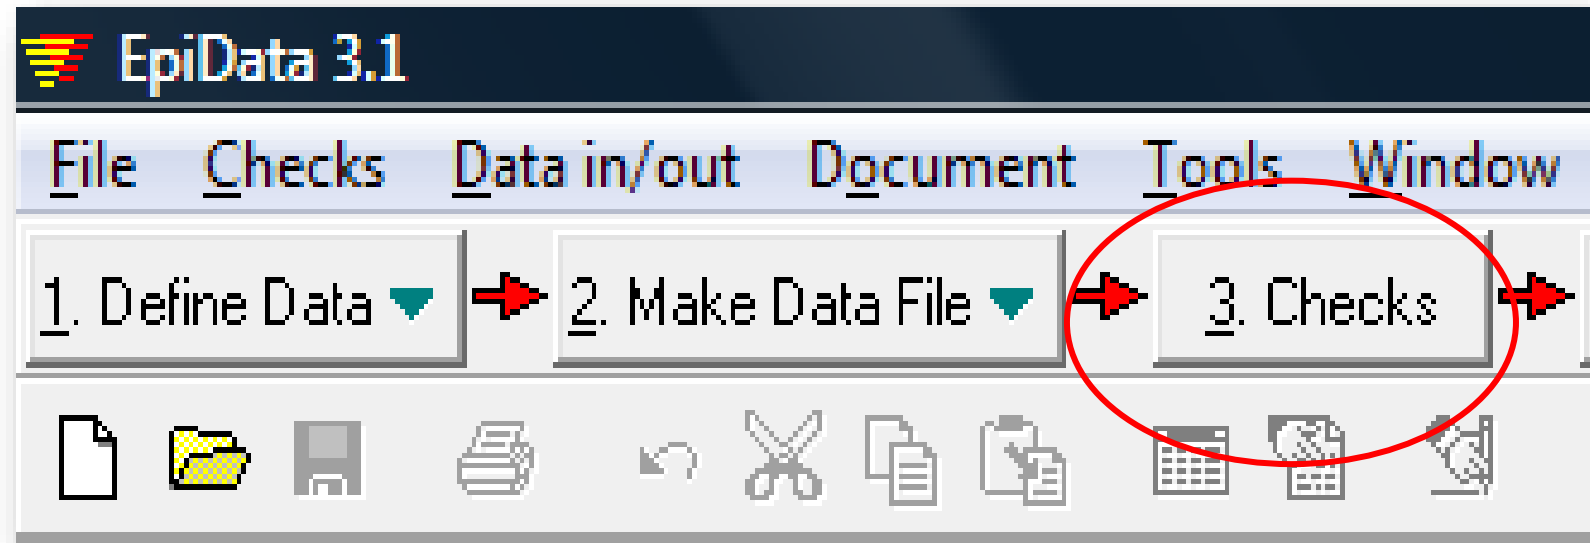 EpiData 3.1
File Checks Data in/out Document Tools Window
1. Define Data 2. Make Data File 3. Checks